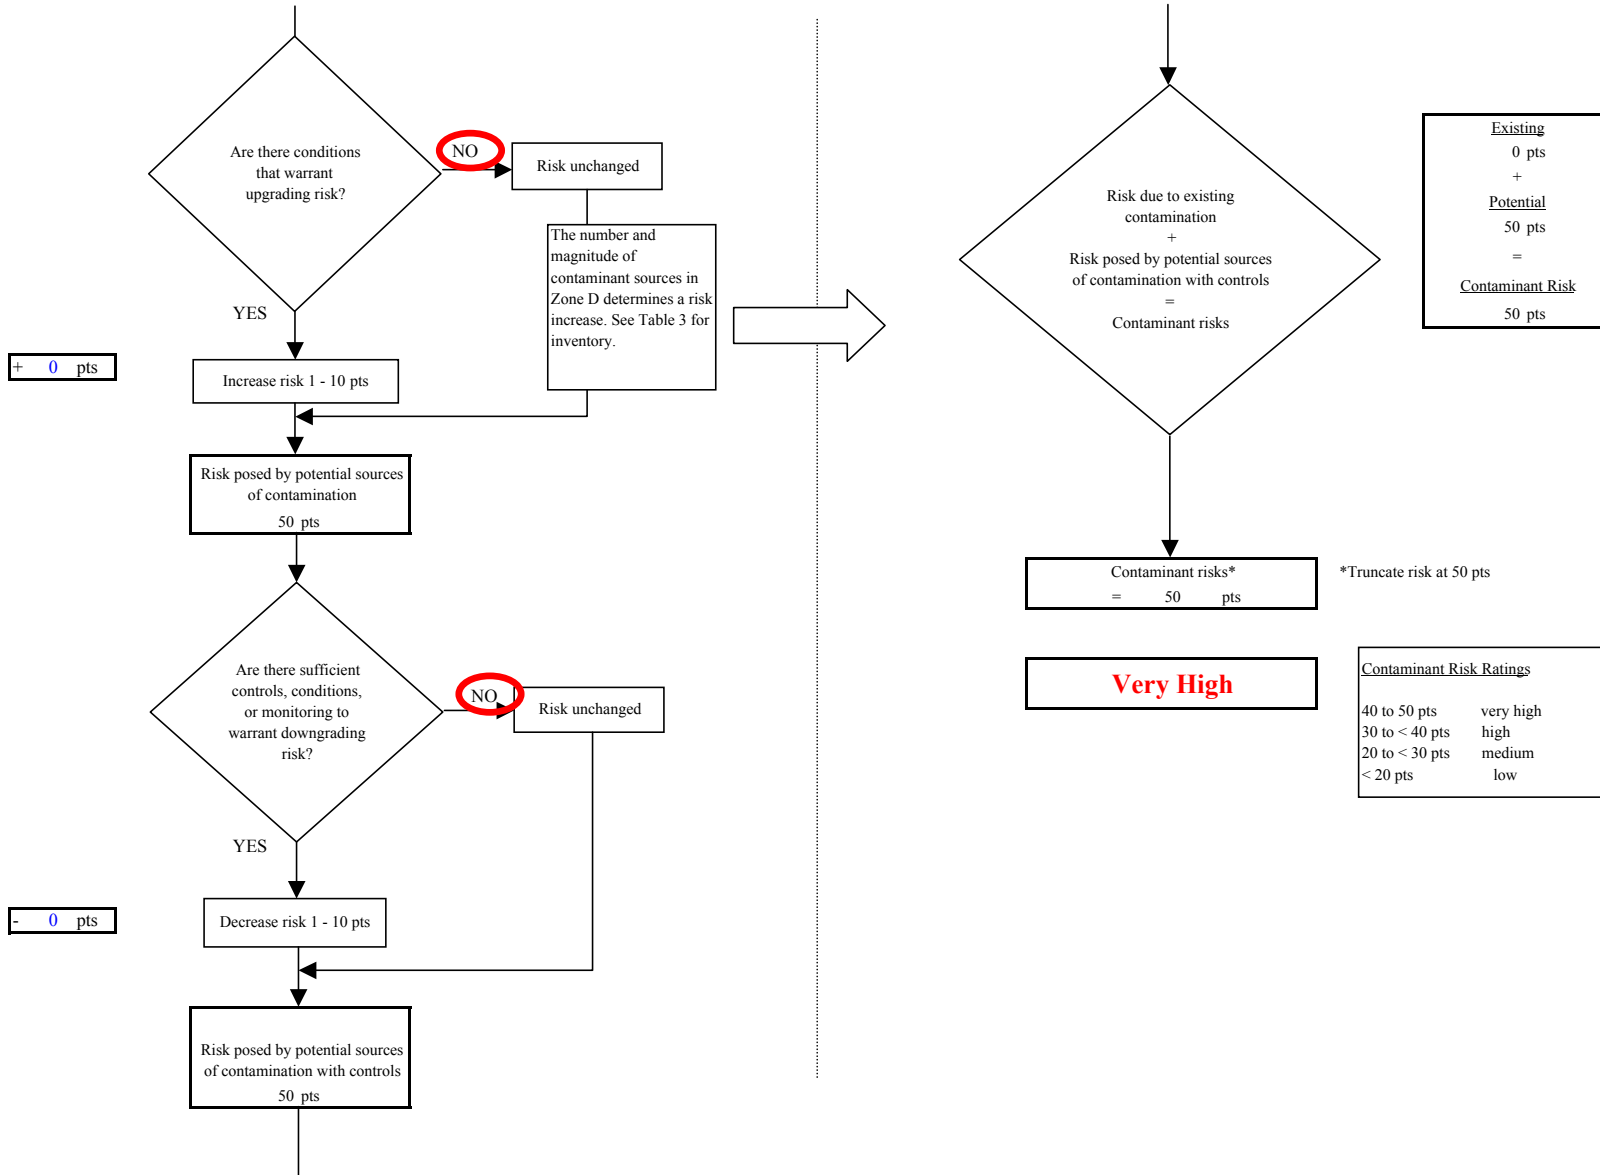 Are there conditions
that warrant
upgrading risk?
NO
Risk unchanged
The number and
magnitude of
contaminant sources in
Zone D determines a risk
increase. See Table 3 for
inventory.
YES
+ 0 pts
Increase risk 1 - 10 pts
Risk posed by potential sources
of contamination
50 pts
Are there sufficient
controls, conditions,
or monitoring to
warrant downgrading
risk?
NO
Risk unchanged
YES
- 0 pts
Decrease risk 1 - 10 pts
Risk posed by potential sources
of contamination with controls
50 pts
Risk due to existing
contamination
+
Risk posed by potential sources
of contamination with controls
=
Contaminant risks
Existing
0 pts
+
Potential
50 pts
=
Contaminant Risk
50 pts
Contaminant risks*
= 50 pts
*Truncate risk at 50 pts
Very High
Contaminant Risk Ratings
40 to 50 pts very high
30 to < 40 pts high
20 to < 30 pts medium
< 20 pts low